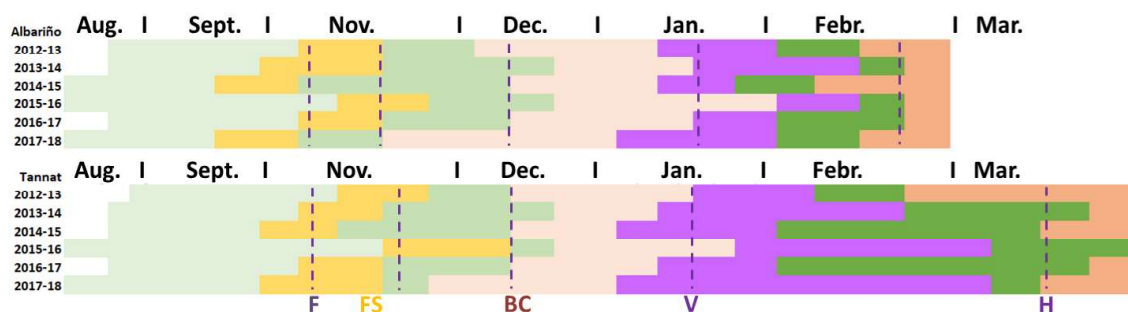 Aug. I Sept. I Nov. I Dec. I Jan. I Febr. I Mar.
Albariño
2012-13
2013-14
2014-15
2015-16
2016-17
2017-18
Aug. I Sept. I Nov. I Dec. I Jan. I Febr. I Mar.
Tannat
2012-13
2013-14
2014-15
2015-16
2016-17
2017-18
F FS BC V H